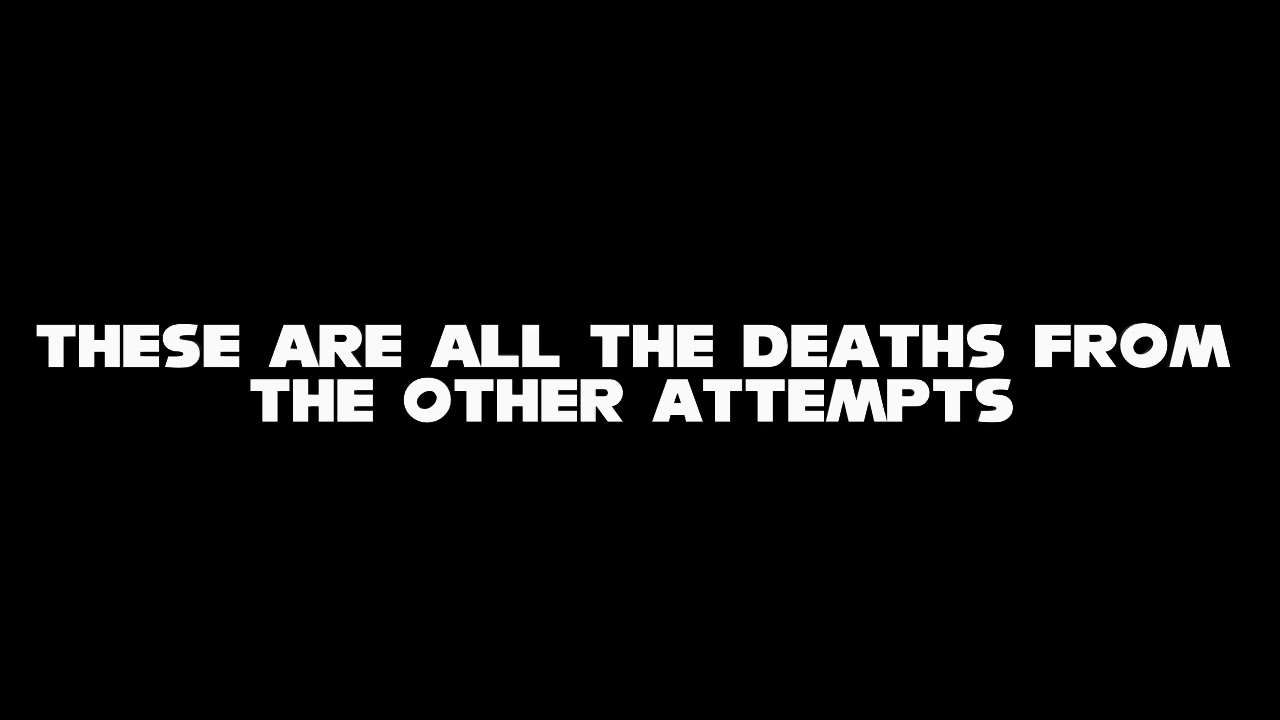 THESE ARE ALL THE DEATHS FROM
THE OTHER ATTEMPTS